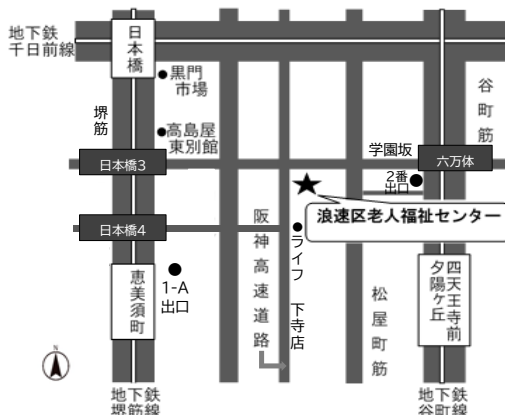 地下鉄
千日前線
日本橋
黒門
市場
堺筋
高島屋
東別館
谷町筋
学園坂
日本橋3
六万体
2番
出口
浪速区老人福祉センター
日本橋4
阪神高速道路
ライフ 下寺店
松屋町筋
恵美須町
1-A
出口
四天王寺前
夕陽ヶ丘
N
地下鉄
堺筋線
地下鉄
谷町線